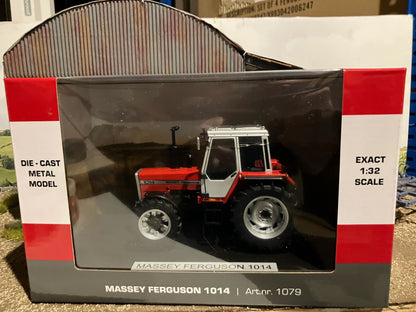 DIE - CAST
METAL
MODEL
EXACT
1:32
SCALE
MASSEY FERGUSON 1014
MASSEY FERGUSON 1014 | Art.nr. 1079